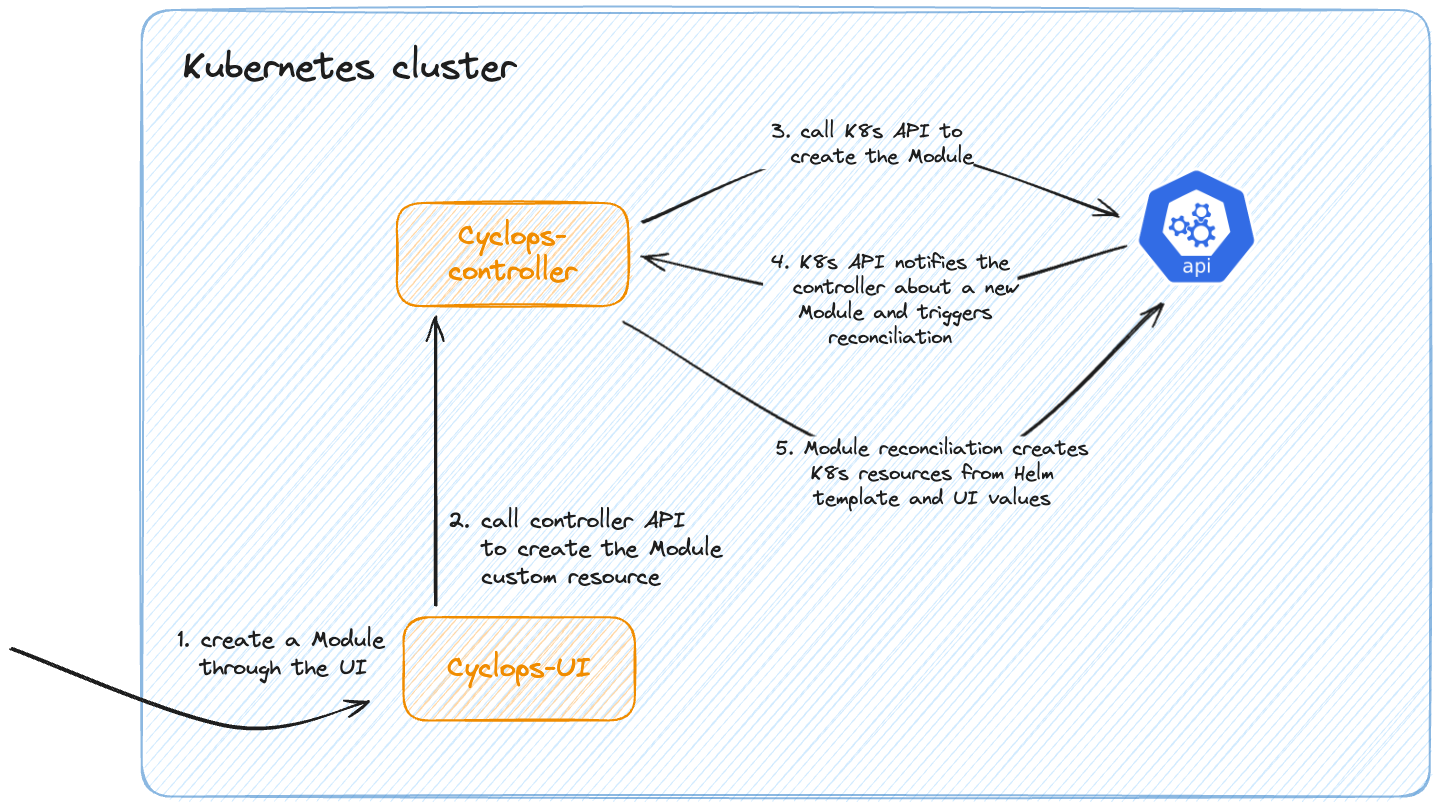 Kubernetes cluster
3. call K8s API to
create the Module
Cyclops-
controller
api
4. K8s API notifies the
controller about a new
Module and triggers
reconciliation
5. Module reconciliation creates
K8s resources from Helm
template and UI values
2. call controller API
to create the Module
custom resource
1. create a Module
through the UI
Cyclops-UI